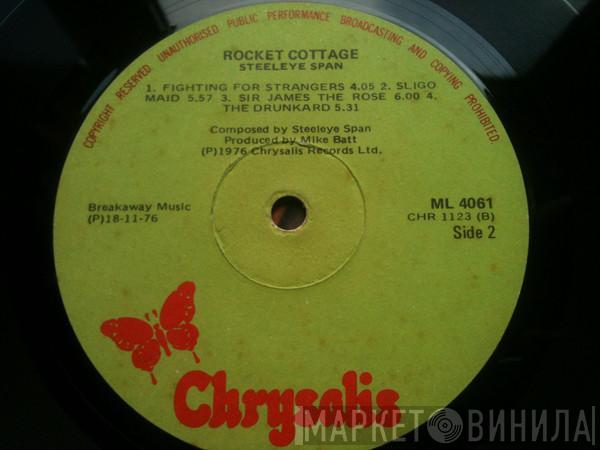 COPYRIGHT RESERVED. UNAUTHORISED PUBLIC PERFORMANCE BROADCASTING AND COPYING PROHIBITED.
ROCKET COTTAGE
STEELEYE SPAN
1. FIGHTING FOR STRANGERS 4.05 2. SLIGO
MAID 5.57 3. SIR JAMES THE ROSE 6.00 4.
THE DRUNKARD 5.31
Composed by Steeleye Span
Produced by Mike Batt
(P)1976 Chrysalis Records Ltd.
Breakaway Music
(P)18-11-76
ML 4061
CHR 1123 (B)
Side 2
Chrysalis
МАРКЕТ ВИНИЛА